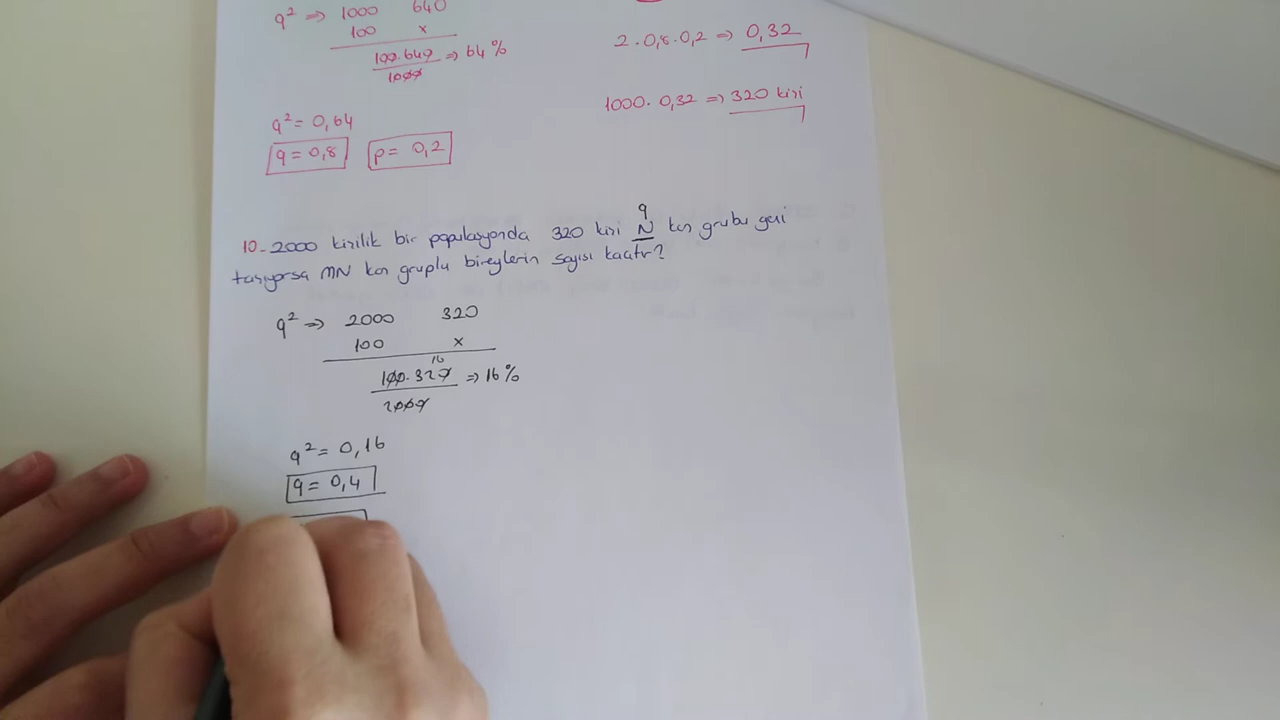 q² => 1000 640
100 x
100.640 => 64 %
1000
q² = 0,64
q = 0,8 p = 0,2
2.0,8.0,2 => 0,32
1000. 0,32 => 320 kişi
q
10- 2000 kişilik bir populasyonda 320 kişi N kan grubu geni
taşıyorsa MN kan gruplu bireylerin sayısı kaçtır?
q² => 2000 320
100 x
16
100.320 => 16 %
2000
q² = 0,16
q = 0,4